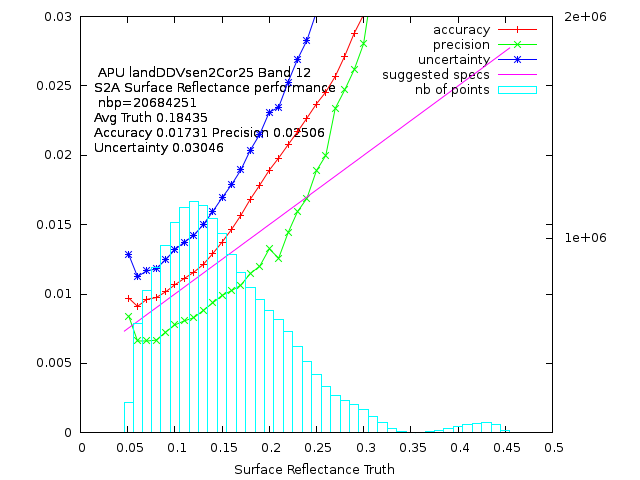 0.03
0.025
0.02
0.015
0.01
0.005
0
2e+06
1e+06
accuracy
precision
uncertainty
suggested specs
nb of points
APU landDDVsen2Cor25 Band 12
S2A Surface Reflectance performance
nbp=20684251
Avg Truth 0.18435
Accuracy 0.01731 Precision 0.02506
Uncertainty 0.03046
0 0.05 0.1 0.15 0.2 0.25 0.3 0.35 0.4 0.45 0.5
Surface Reflectance Truth